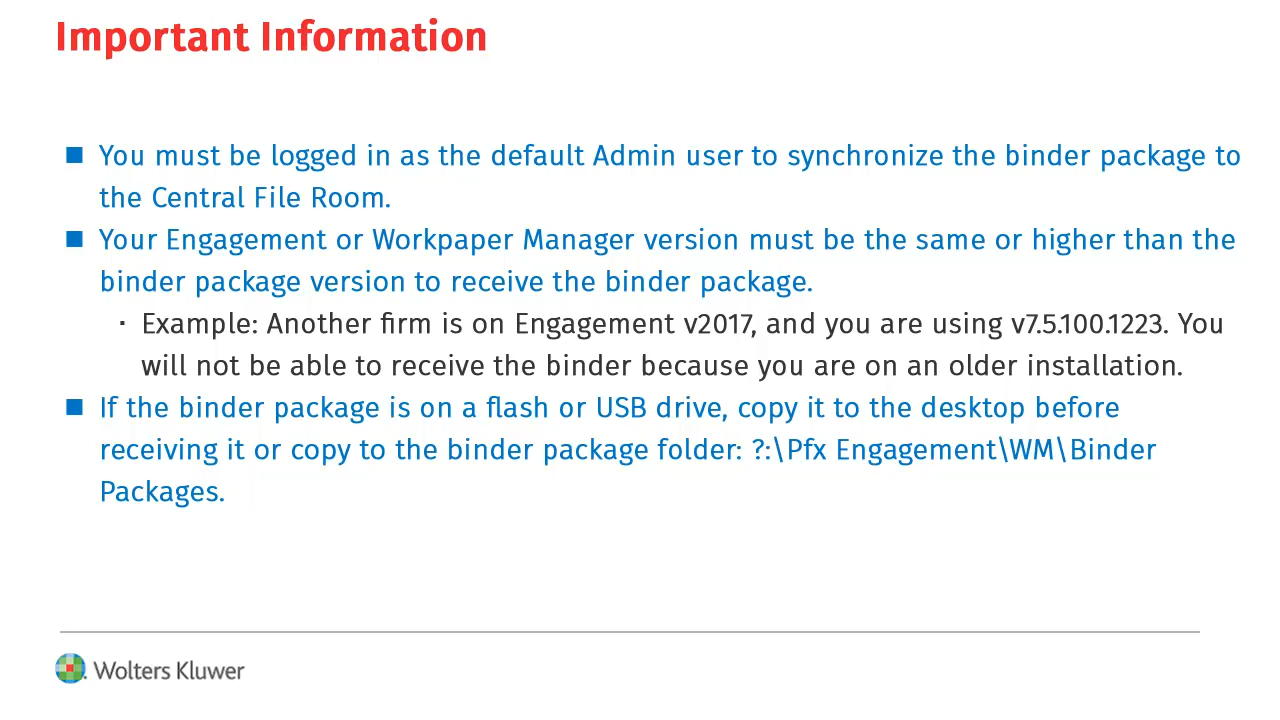 Important Information
■ You must be logged in as the default Admin user to synchronize the binder package to
the Central File Room.
■ Your Engagement or Workpaper Manager version must be the same or higher than the
binder package version to receive the binder package.
▪ Example: Another firm is on Engagement v2017, and you are using v7.5.100.1223. You
will not be able to receive the binder because you are on an older installation.
■ If the binder package is on a flash or USB drive, copy it to the desktop before
receiving it or copy to the binder package folder: ?:\Pfx Engagement\WM\Binder
Packages.
Wolters Kluwer